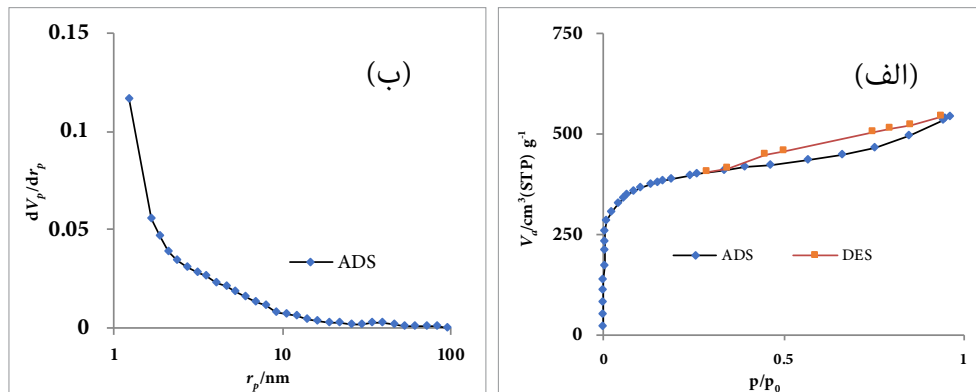 (ب)
0.15
0.1
0.05
0
dVp/drp
ADS
1
10
100
rp/nm
(الف)
750
500
250
0
Va/cm³(STP) g⁻¹
ADS
DES
0
0.5
1
p/p₀